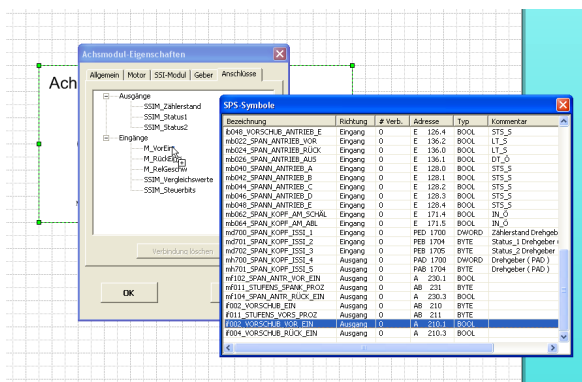 Achsmodul-Eigenschaften
Allgemein Motor SSI-Modul Geber Anschlüsse
Ach
Ausgänge
SSIM_Zählerstand
SSIM_Status1
SSIM_Status2
Eingänge
M_VorEin
M_RückEin
M_RelGeschw
SSIM_Vergleichswerte
SSIM_Steuerbits
Verbindung löschen
OK
SPS-Symbole
Bezeichnung Richtung # Verb. Adresse Typ Kommentar
ib048_VORSCHUB_ANTRIEB_E Eingang 0 E 126.4 BOOL STS_S
mb022_SPAN_ANTRIEB_VOR Eingang 0 E 136.2 BOOL LT_S
mb024_SPAN_ANTRIEB_RÜCK Eingang 0 E 136.0 BOOL LT_S
mb026_SPAN_ANTRIEB_AUS Eingang 0 E 136.1 BOOL DT_Ö
mb040_SPANN_ANTRIEB_A Eingang 0 E 128.0 BOOL STS_S
mb042_SPANN_ANTRIEB_B Eingang 0 E 128.1 BOOL STS_S
mb044_SPANN_ANTRIEB_C Eingang 0 E 128.2 BOOL STS_S
mb046_SPANN_ANTRIEB_D Eingang 0 E 128.3 BOOL STS_S
mb048_SPANN_ANTRIEB_E Eingang 0 E 128.4 BOOL STS_S
mb062_SPAN_KOPF_AM_SCHÄL Eingang 0 E 171.4 BOOL IN_Ö
mb064_SPAN_KOPF_AM_ABL Eingang 0 E 171.5 BOOL IN_Ö
md701_SPAN_KOPF_ISSI_1 Eingang 0 PED 1700 DWORD Zählerstand Drehgeb
md701_SPAN_KOPF_ISSI_2 Eingang 0 PEB 1704 BYTE Status_1 Drehgeber
md702_SPAN_KOPF_ISSI_3 Eingang 0 PEB 1705 BYTE Status_2 Drehgeber
mh700_SPAN_KOPF_ISSI_4 Ausgang 0 PAD 1700 DWORD Drehgeber ( PAD )
mh701_SPAN_KOPF_ISSI_5 Ausgang 0 PAB 1704 BYTE Drehgeber ( PAD )
mf102_SPAN_ANTR_VOR_EIN Ausgang 0 A 230.1 BOOL
mf011_STUFENS_SPANK_PROZ Ausgang 0 AB 231 BYTE
mf104_SPAN_ANTR_RÜCK_EIN Ausgang 0 A 230.3 BOOL
if002_VORSCHUB Ausgang 0 AB 210 BYTE
if011_STUFENS_VORS_PROZ Ausgang 0 AB 211 BYTE
if002_VORSCHUB_VOR_EIN Ausgang 0 A 210.1 BOOL
if004_VORSCHUB_RÜCK_EIN Ausgang 0 A 210.3 BOOL